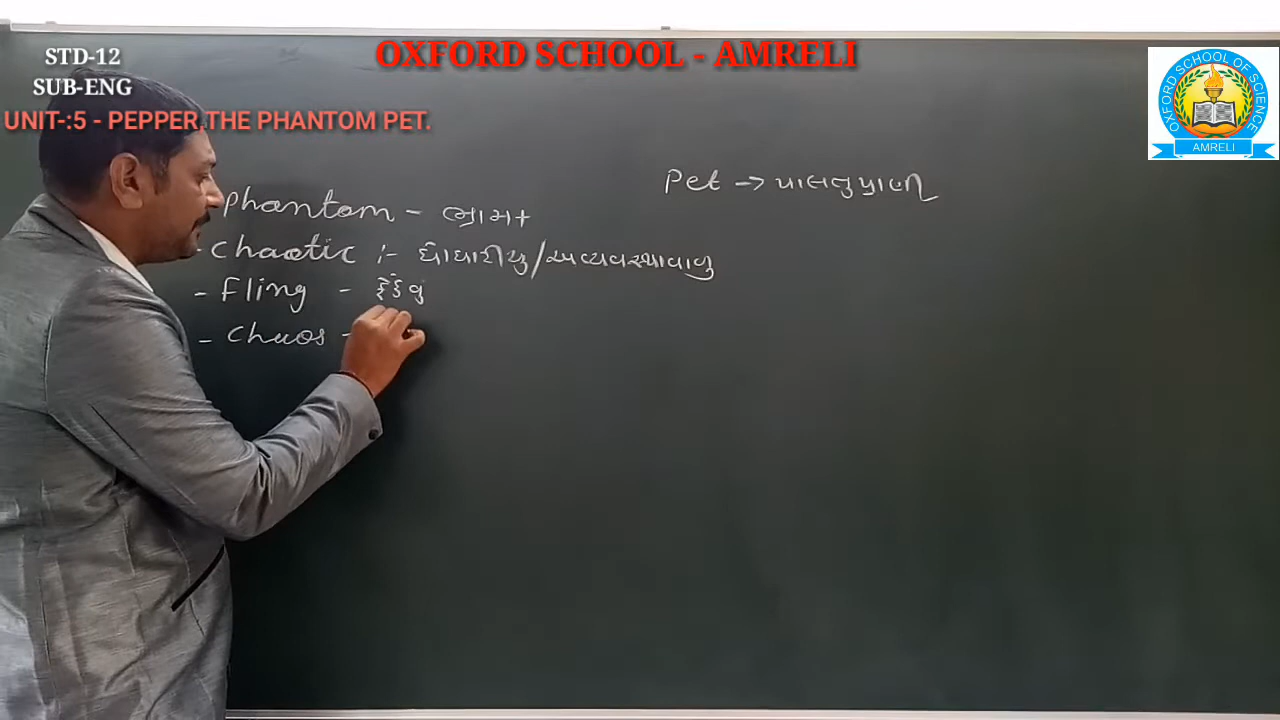 OXFORD SCHOOL - AMRELI
STD-12
SUB-ENG
UNIT-:5 - PEPPER THE PHANTOM PET.
OXFORD SCHOOL OF SCIENCE
AMRELI
Pet → પાલતુ પ્રાણી
Phantom - ભ્રામક
- Chaotic :- ઘોંઘાટીયુ/અવ્યવસ્થાવાળુ
- Fling - ફેંકવુ
- Chaos -